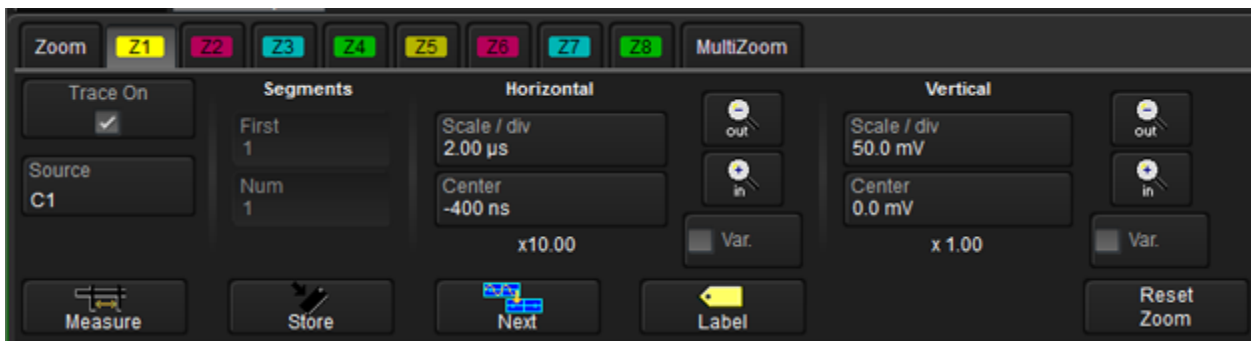 Zoom Z1 Z2 Z3 Z4 Z5 Z6 Z7 Z8 MultiZoom
Trace On
Source
C1
Segments
First
1
Num
1
Horizontal
Scale / div
2.00 µs
Center
-400 ns
x10.00
out
in
Var.
Vertical
Scale / div
50.0 mV
Center
0.0 mV
x 1.00
out
in
Var.
Measure
Store
Next
Label
Reset
Zoom